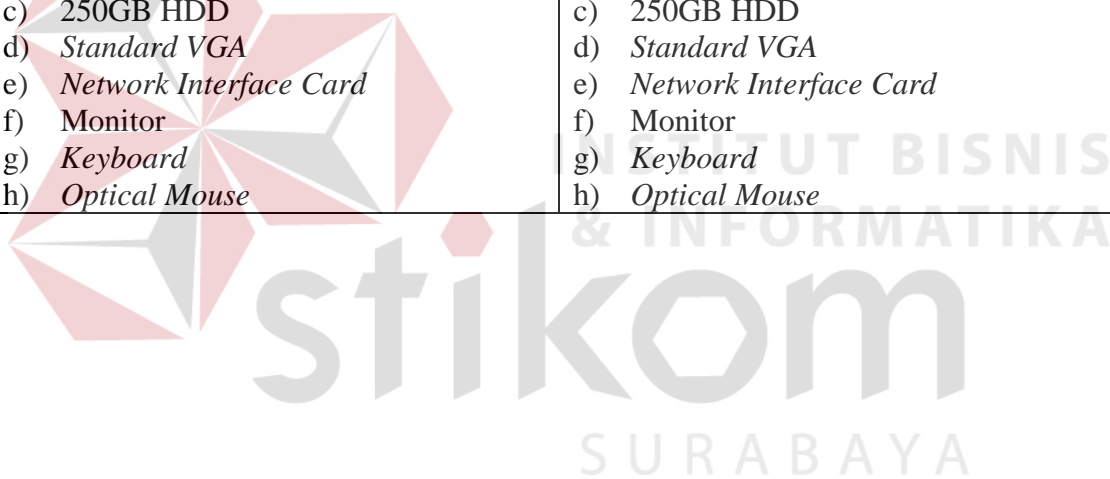 c) 250GB HDD
d) Standard VGA
e) Network Interface Card
f) Monitor
g) Keyboard
h) Optical Mouse
c) 250GB HDD
d) Standard VGA
e) Network Interface Card
f) Monitor
g) Keyboard
h) Optical Mouse
INSTITUT BISNIS
& INFORMATIKA
stikom
SURABAYA